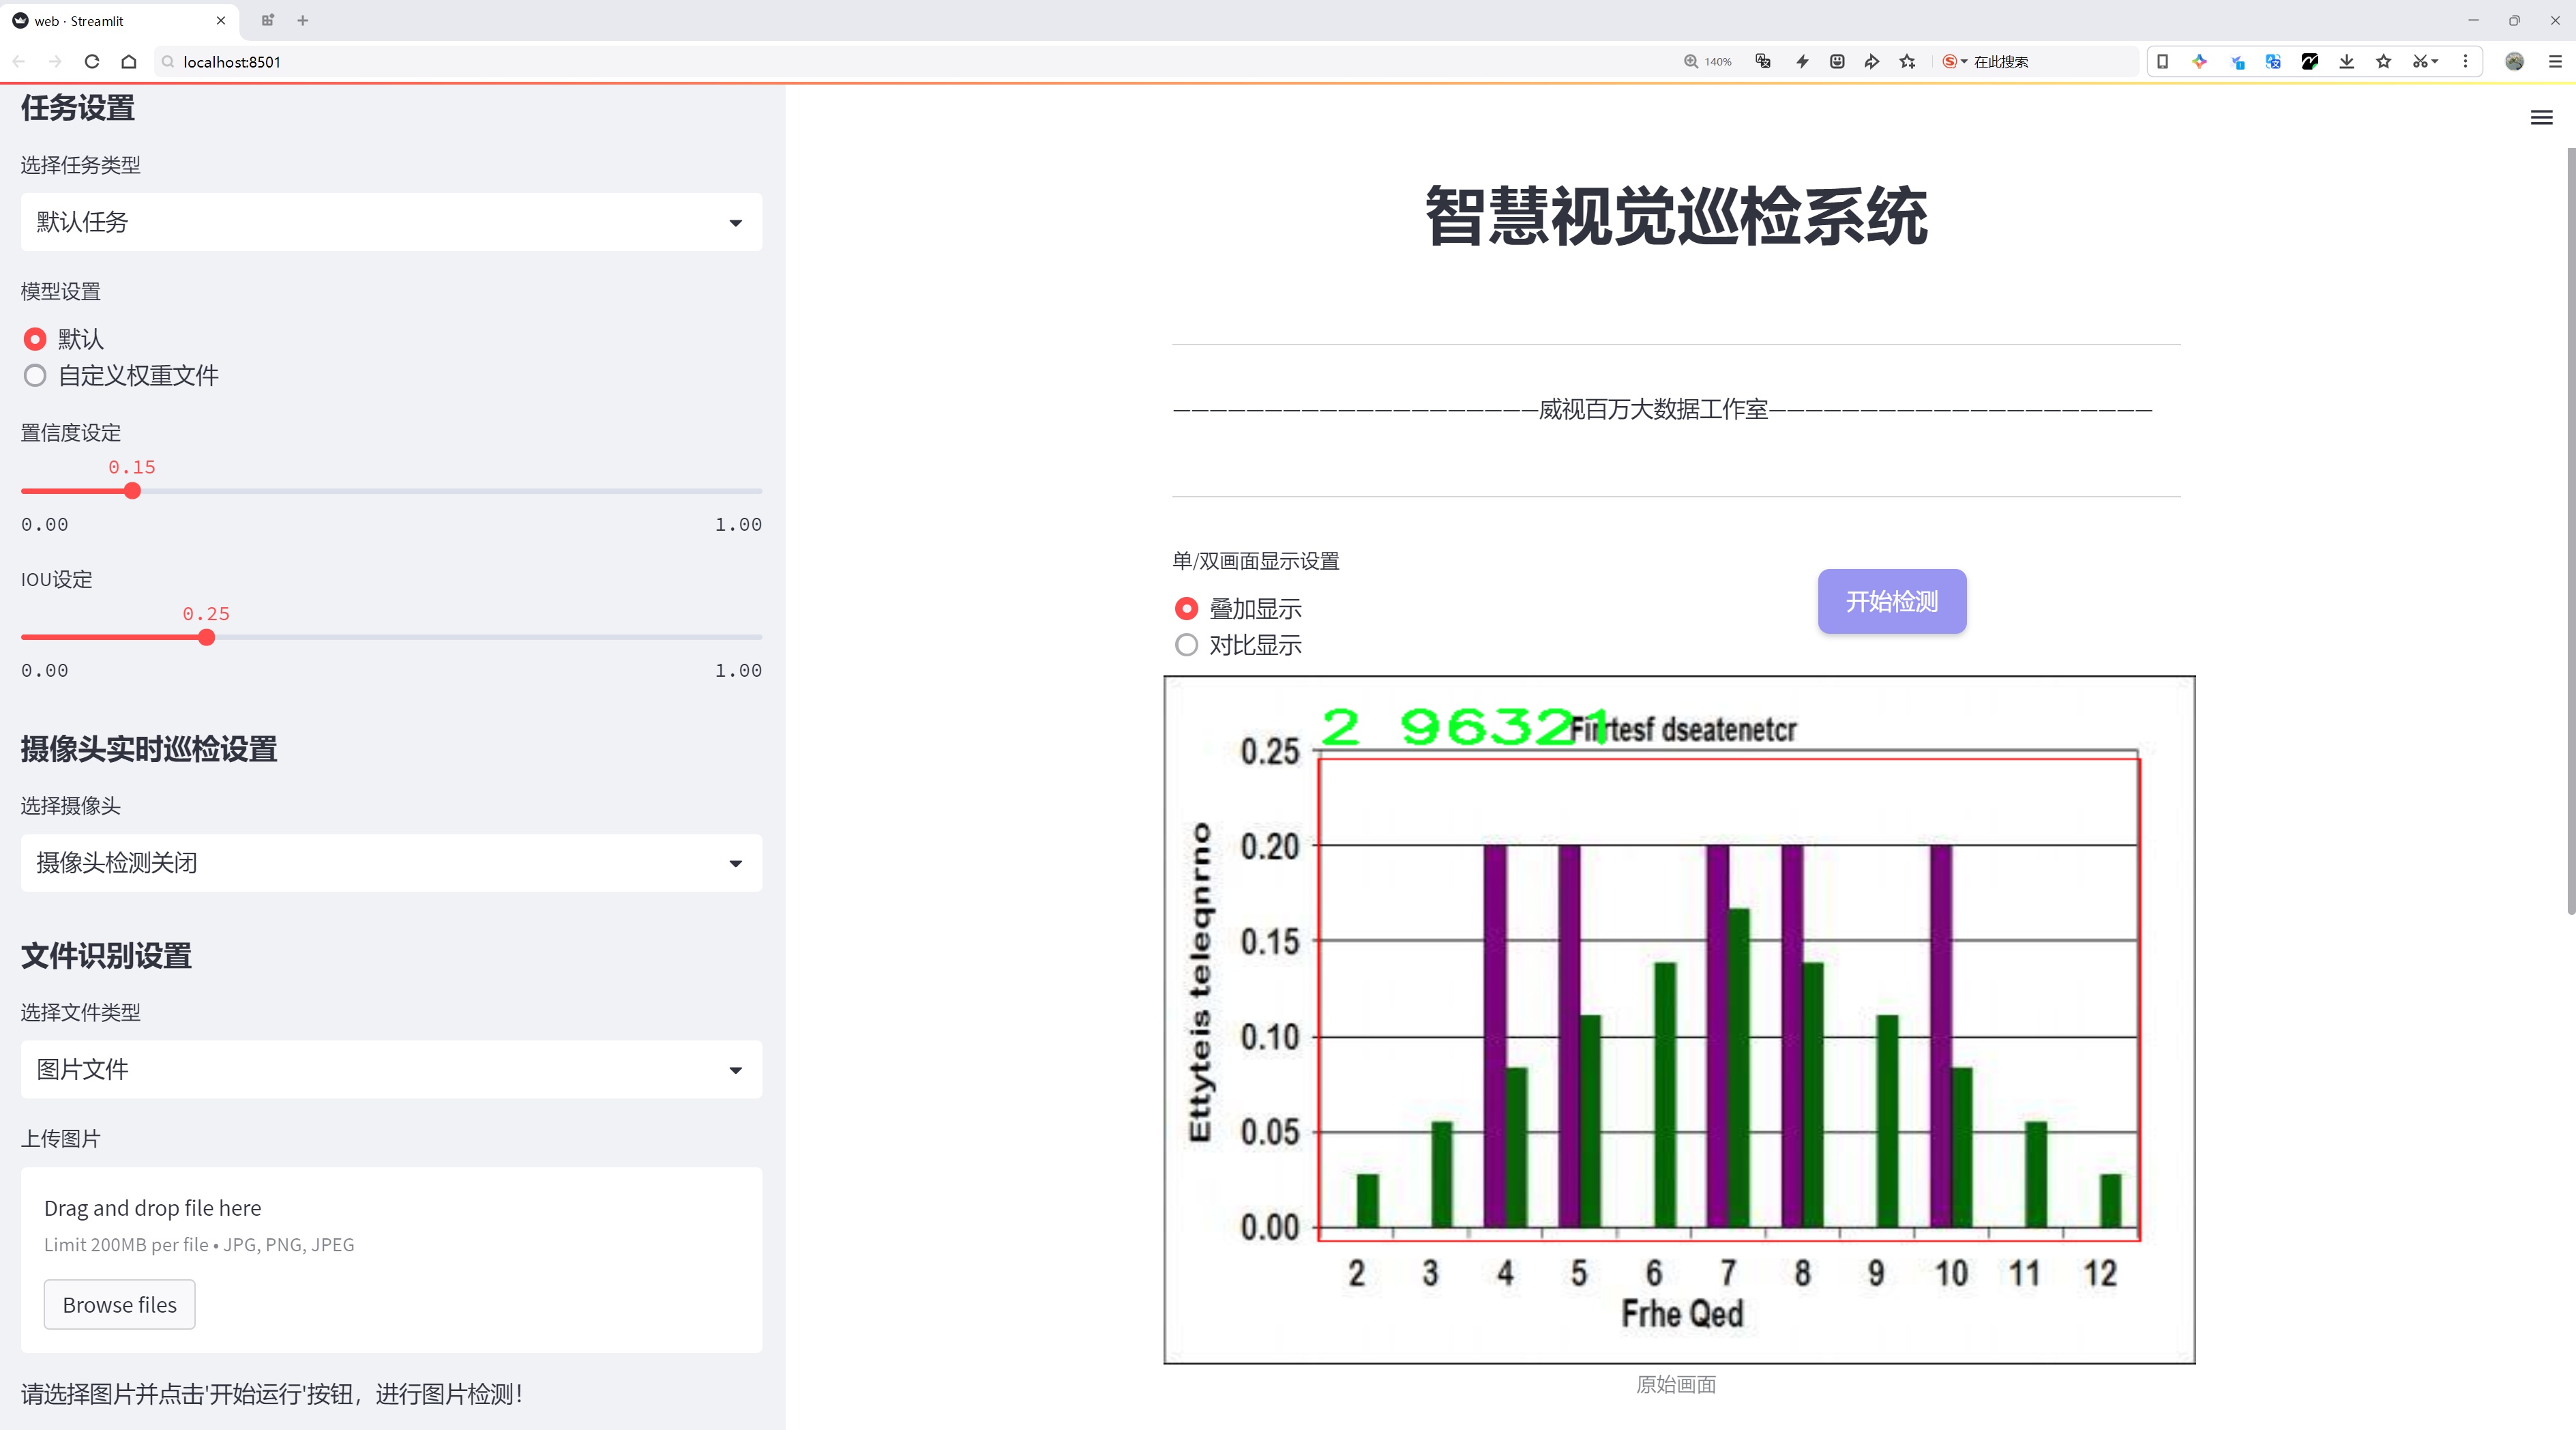 web · Streamlit
localhost:8501
140%
在此搜索
任务设置
选择任务类型
默认任务
模型设置
默认
自定义权重文件
置信度设定
0.15
0.00 1.00
IOU设定
0.25
0.00 1.00
摄像头实时巡检设置
选择摄像头
摄像头检测关闭
文件识别设置
选择文件类型
图片文件
上传图片
Drag and drop file here
Limit 200MB per file • JPG, PNG, JPEG
Browse files
请选择图片并点击'开始运行'按钮，进行图片检测！
智慧视觉巡检系统
—————————————————————威视百万大数据工作室—————————————————————
单/双画面显示设置
叠加显示
对比显示
开始检测
2 96321
dseatenetcr
0.25
0.20
0.15
0.10
0.05
0.00
Ettyteis teleqnrno
2 3 4 5 6 7 8 9 10 11 12
Frhe Qed
原始画面